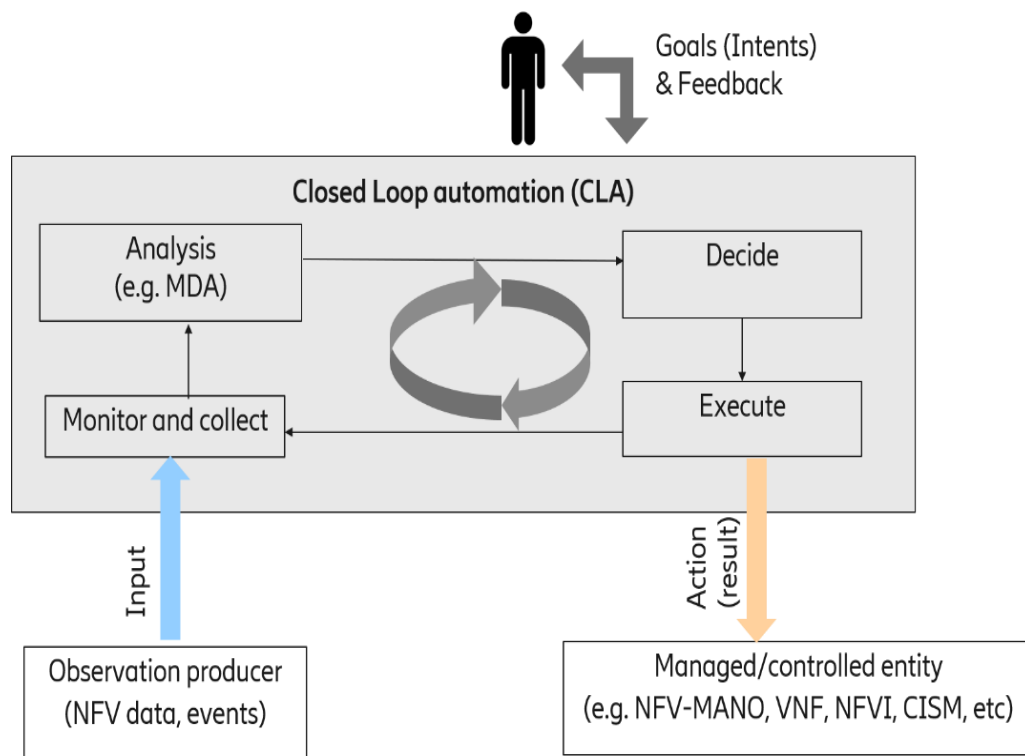 Goals (Intents)
& Feedback
Closed Loop automation (CLA)
Analysis
(e.g. MDA)
Decide
Monitor and collect
Execute
Input
Action
(result)
Observation producer
(NFV data, events)
Managed/controlled entity
(e.g. NFV-MANO, VNF, NFVI, CISM, etc)